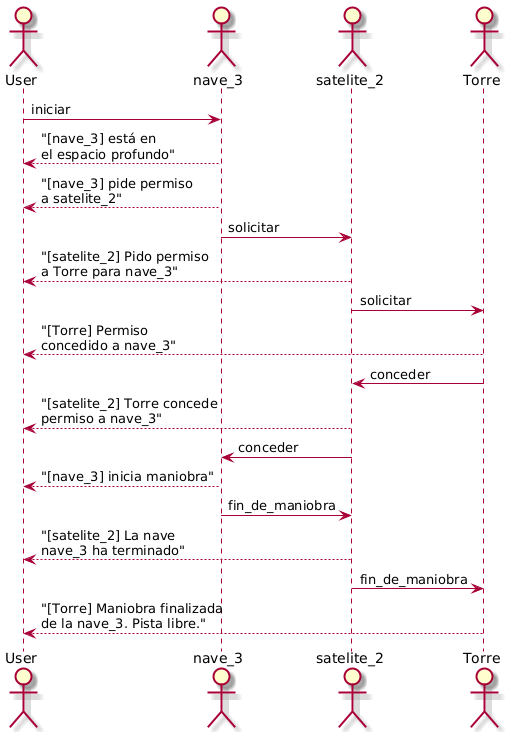 User
nave_3
satelite_2
Torre
iniciar
"[nave_3] está en
el espacio profundo"
"[nave_3] pide permiso
a satelite_2"
solicitar
"[satelite_2] Pido permiso
a Torre para nave_3"
solicitar
"[Torre] Permiso
concedido a nave_3"
conceder
"[satelite_2] Torre concede
permiso a nave_3"
conceder
"[nave_3] inicia maniobra"
fin_de_maniobra
"[satelite_2] La nave
nave_3 ha terminado"
fin_de_maniobra
"[Torre] Maniobra finalizada
de la nave_3. Pista libre."
User
nave_3
satelite_2
Torre